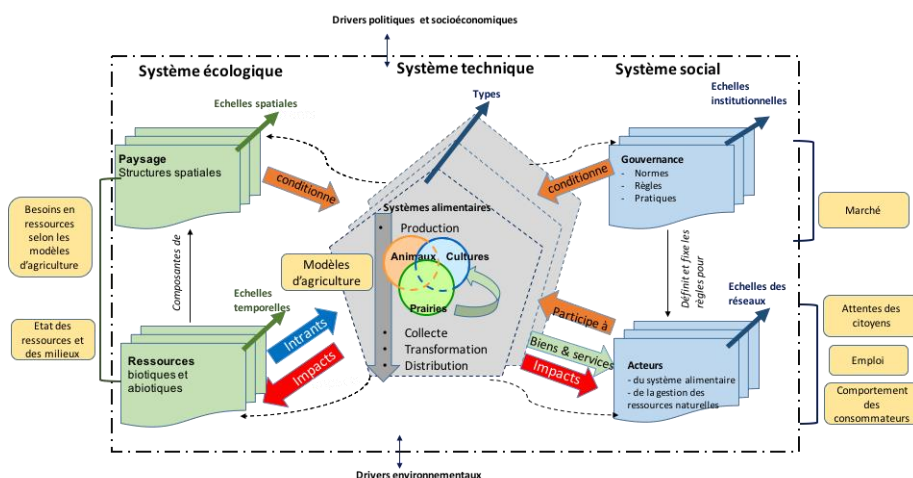 Drivers politiques et socioéconomiques
Système écologique
Système technique
Système social
Echelles spatiales
Types
Echelles
institutionnelles
Paysage
Structures spatiales
conditionne
conditionne
Gouvernance
- Normes
- Règles
- Pratiques
Besoins en
ressources
selon les
modèles
d'agriculture
Marché
Systèmes alimentaires
• Production
Animaux
Cultures
Prairies
Modèles
d'agriculture
Composantes de
Définit et fixe les
règles pour
Echelles
temporelles
Echelles des
réseaux
Etat des
ressources et
des milieux
Ressources
biotiques et
abiotiques
Intrants
Impacts
• Collecte
• Transformation
• Distribution
Participe à
Biens & services
Impacts
Acteurs
- du système alimentaire
- de la gestion des
ressources naturelles
Attentes des
citoyens
Emploi
Comportement
des
consommateurs
Drivers environnementaux